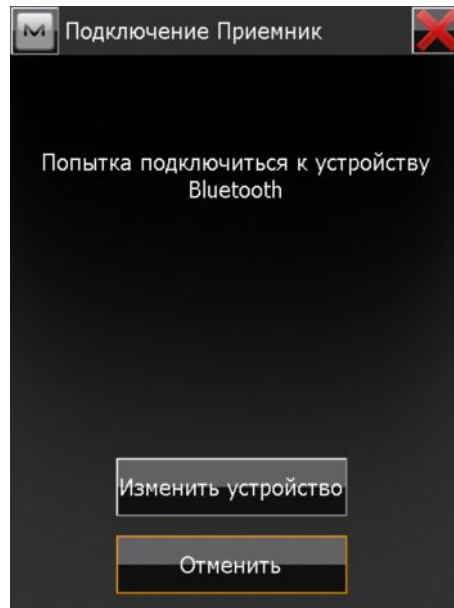 M Подключение Приемник
Попытка подключиться к устройству
Bluetooth
Изменить устройство
Отменить